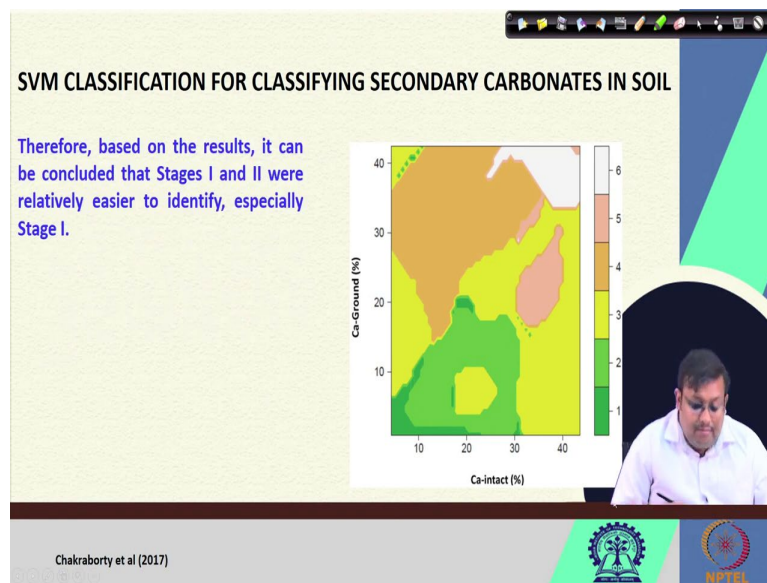 SVM CLASSIFICATION FOR CLASSIFYING SECONDARY CARBONATES IN SOIL
Therefore, based on the results, it can
be concluded that Stages I and II were
relatively easier to identify, especially
Stage I.
Ca-Ground (%)
40
30
20
10
10 20 30 40
Ca-intact (%)
6
5
4
3
2
1
Chakraborty et al (2017)
NPTEL